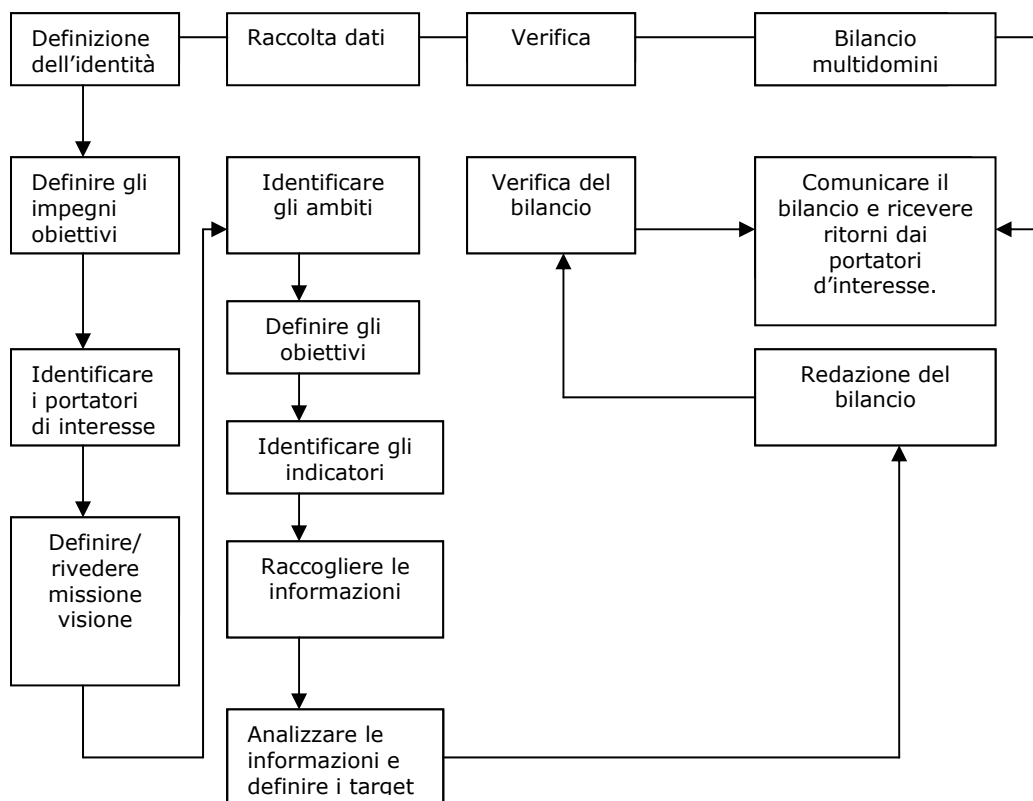 Definizione
dell'identità
Raccolta dati
Verifica
Bilancio
multidomini
Definire gli
impegni
obiettivi
Identificare
i portatori
di interesse
Definire/
rivedere
missione
visione
Identificare
gli ambiti
Definire gli
obiettivi
Identificare gli
indicatori
Raccogliere le
informazioni
Analizzare le
informazioni e
definire i target
Verifica del
bilancio
Comunicare il
bilancio e ricevere
ritorni dai
portatori
d'interesse.
Redazione del
bilancio